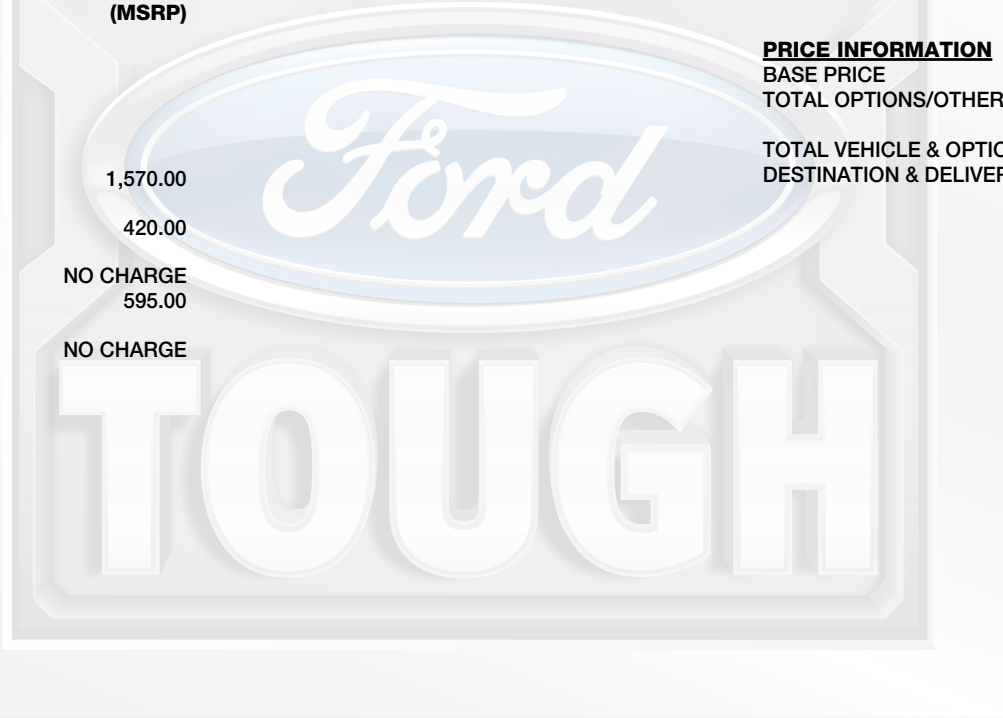 (MSRP)
1,570.00
420.00
NO CHARGE
595.00
NO CHARGE
PRICE INFORMATION
BASE PRICE
TOTAL OPTIONS/OTHER
TOTAL VEHICLE & OPTIO
DESTINATION & DELIVER
Ford
TOUGH